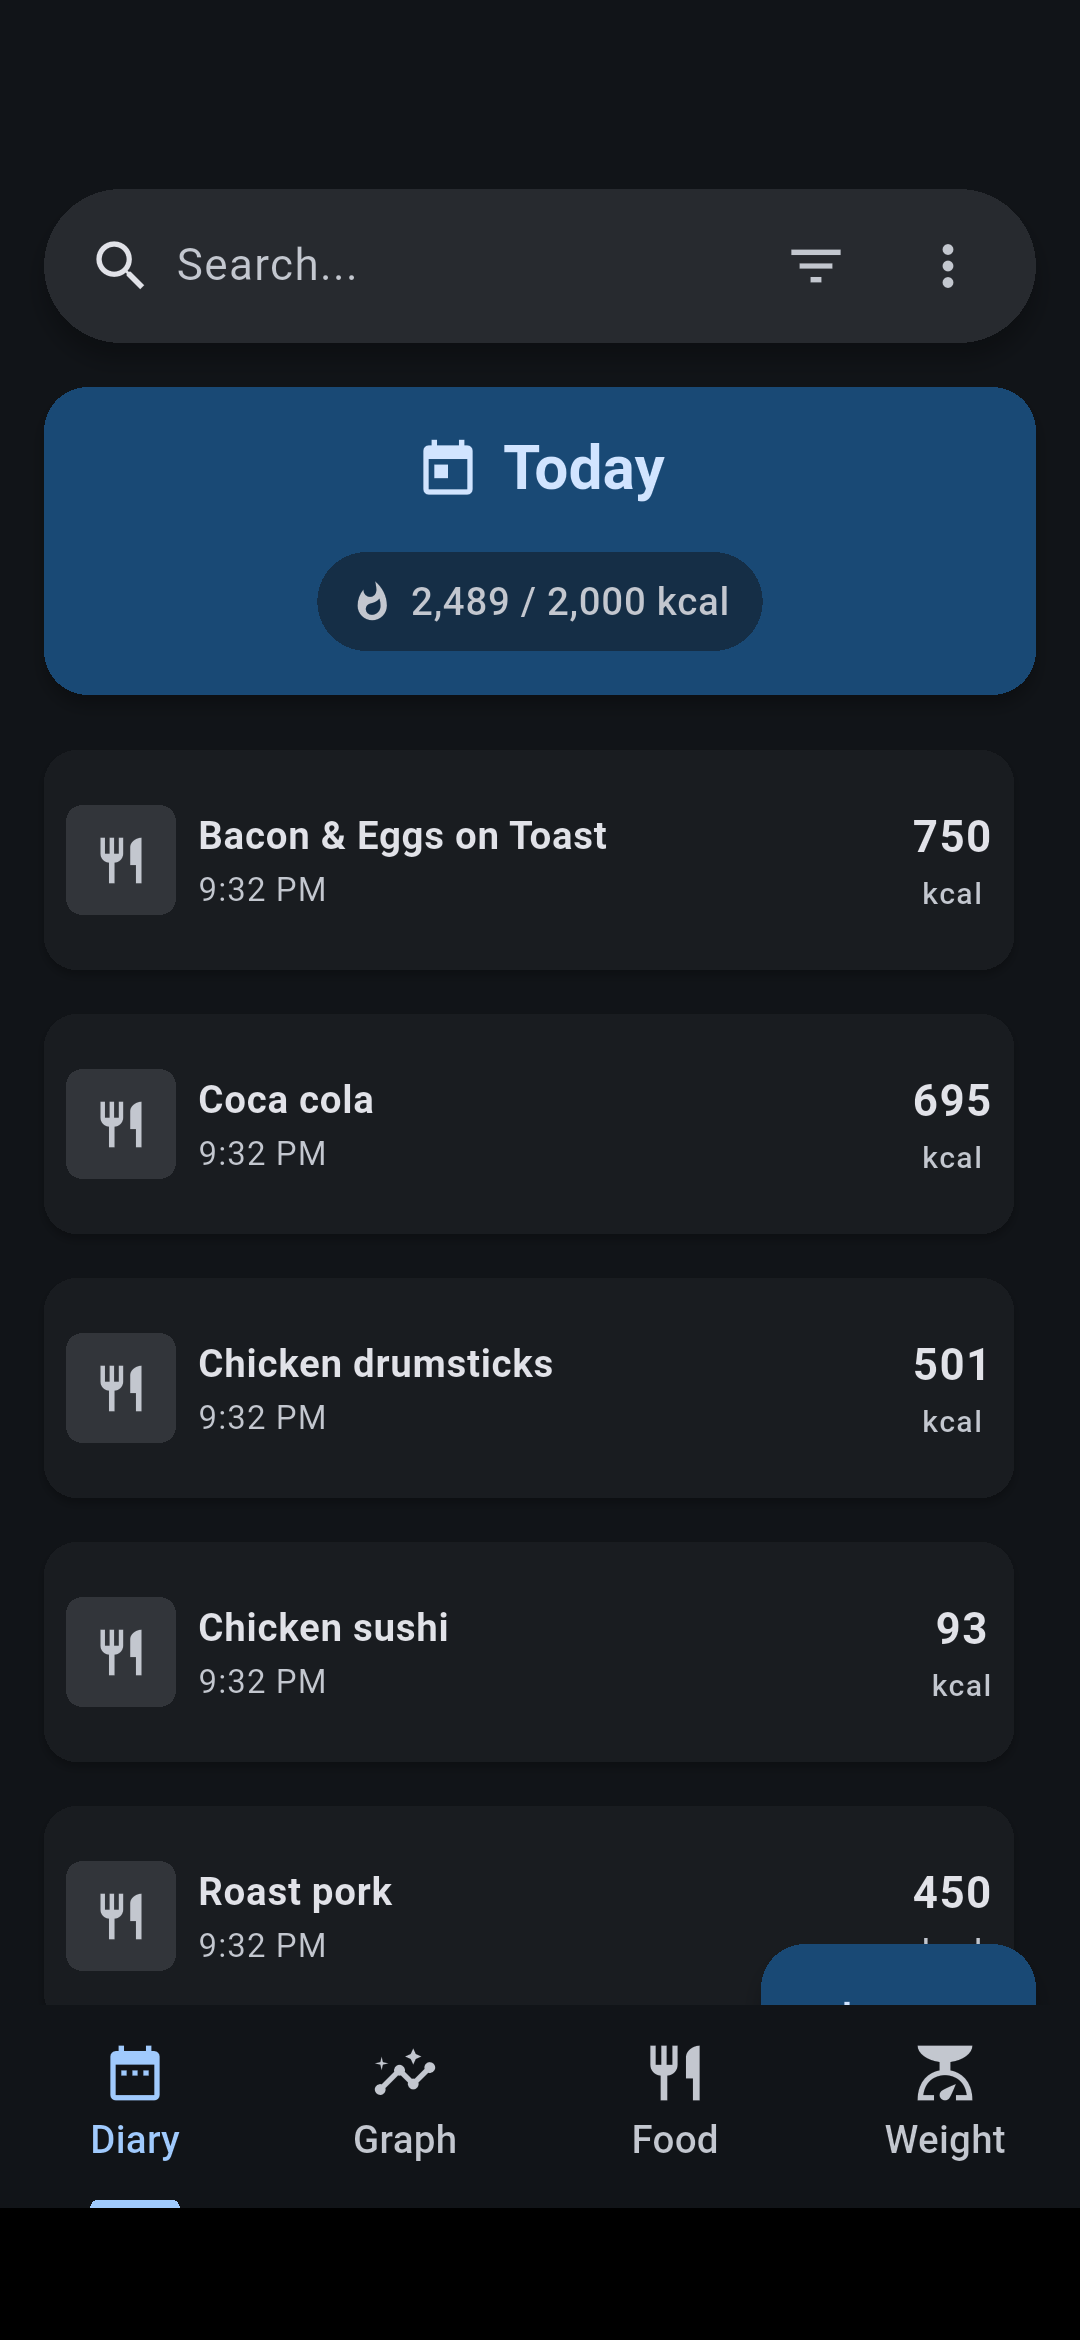 Search...
Today
2,489 / 2,000 kcal
Bacon & Eggs on Toast
9:32 PM
750
kcal
Coca cola
9:32 PM
695
kcal
Chicken drumsticks
9:32 PM
501
kcal
Chicken sushi
9:32 PM
93
kcal
Roast pork
9:32 PM
450
Diary
Graph
Food
Weight